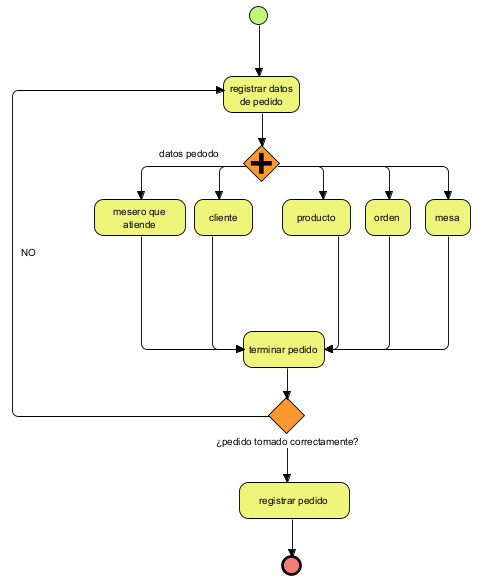 registrar datos
de pedido
datos pedodo
mesero que
atiende
cliente
producto
orden
mesa
NO
terminar pedido
¿pedido tomado correctamente?
registrar pedido